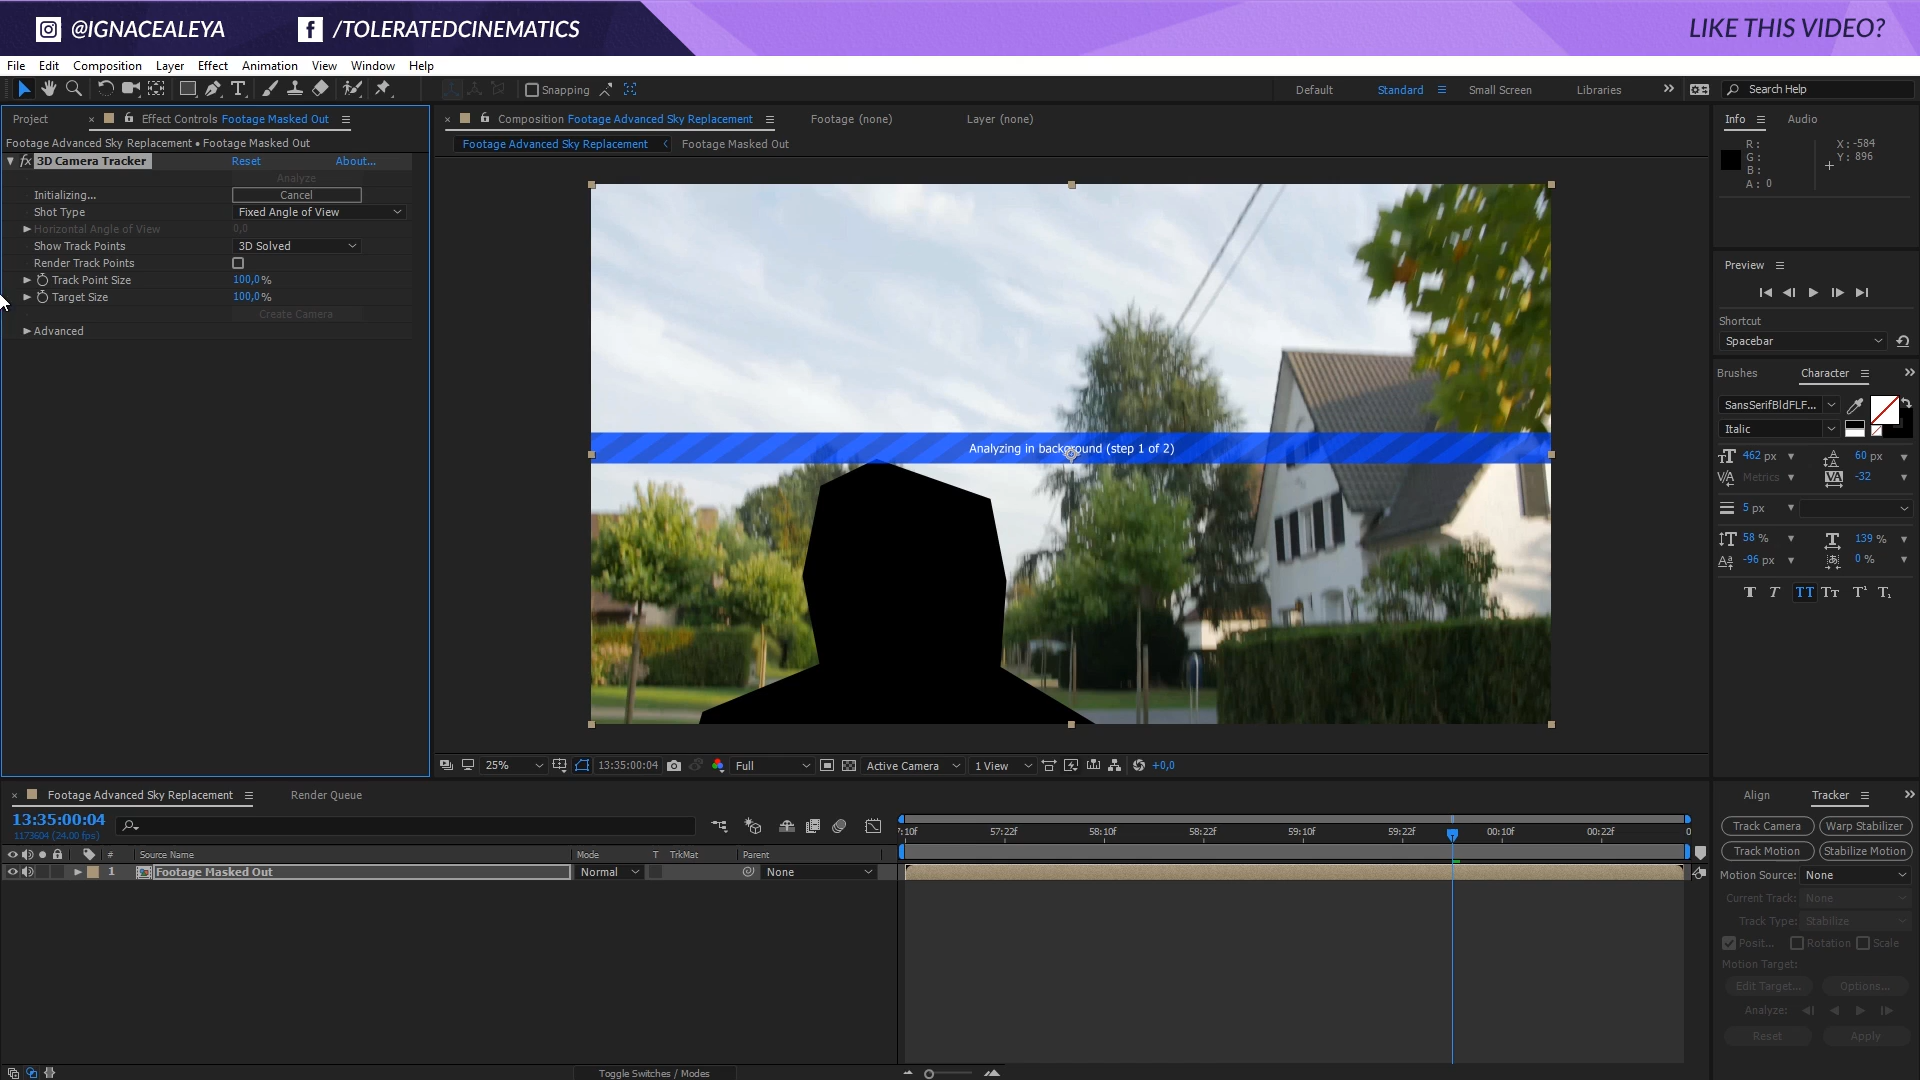 @IGNACEALEYA /TOLERATEDCINEMATICS LIKE THIS VIDEO?
File Edit Composition Layer Effect Animation View Window Help
Snapping Default Standard Small Screen Libraries Search Help
Project Effect Controls Footage Masked Out
Footage Advanced Sky Replacement • Footage Masked Out
fx 3D Camera Tracker Reset About...
Analyze
Initializing... Cancel
Shot Type Fixed Angle of View
Horizontal Angle of View 0,0
Show Track Points 3D Solved
Render Track Points
Track Point Size 100,0%
Target Size 100,0%
Create Camera
Advanced
Composition Footage Advanced Sky Replacement Footage (none) Layer (none)
Footage Advanced Sky Replacement Footage Masked Out
Analyzing in background (step 1 of 2)
25% 13:35:00:04 Full Active Camera 1 View +0,0
Info Audio
R: X: -584
G: Y: 896
B:
A: 0
Preview
Shortcut
Spacebar
Brushes Character
SansSerifBldFLF...
Italic
462 px 60 px
Metrics -32
5 px
58 % 139 %
-96 px 0 %
Footage Advanced Sky Replacement Render Queue
13:35:00:04
1173604 (24.00 fps)
# Source Name Mode T TrkMat Parent
1 Footage Masked Out Normal None
7:10f 57:22f 58:10f 58:22f 59:10f 59:22f 00:10f 00:22f 0
Toggle Switches / Modes
Align Tracker
Track Camera Warp Stabilizer
Track Motion Stabilize Motion
Motion Source: None
Current Track: None
Track Type: Stabilize
Posit... Rotation Scale
Motion Target:
Edit Target... Options...
Analyze:
Reset Apply